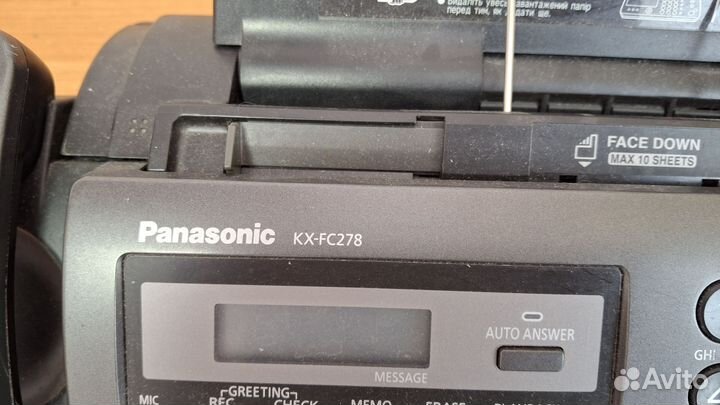 Видаліть увесь завантажений папір
перед тим, як додати ще.
FACE DOWN
MAX 10 SHEETS
Panasonic KX-FC278
AUTO ANSWER
MESSAGE
GHI
GREETING
MIC REC CHECK MEMO ERASE
Avito